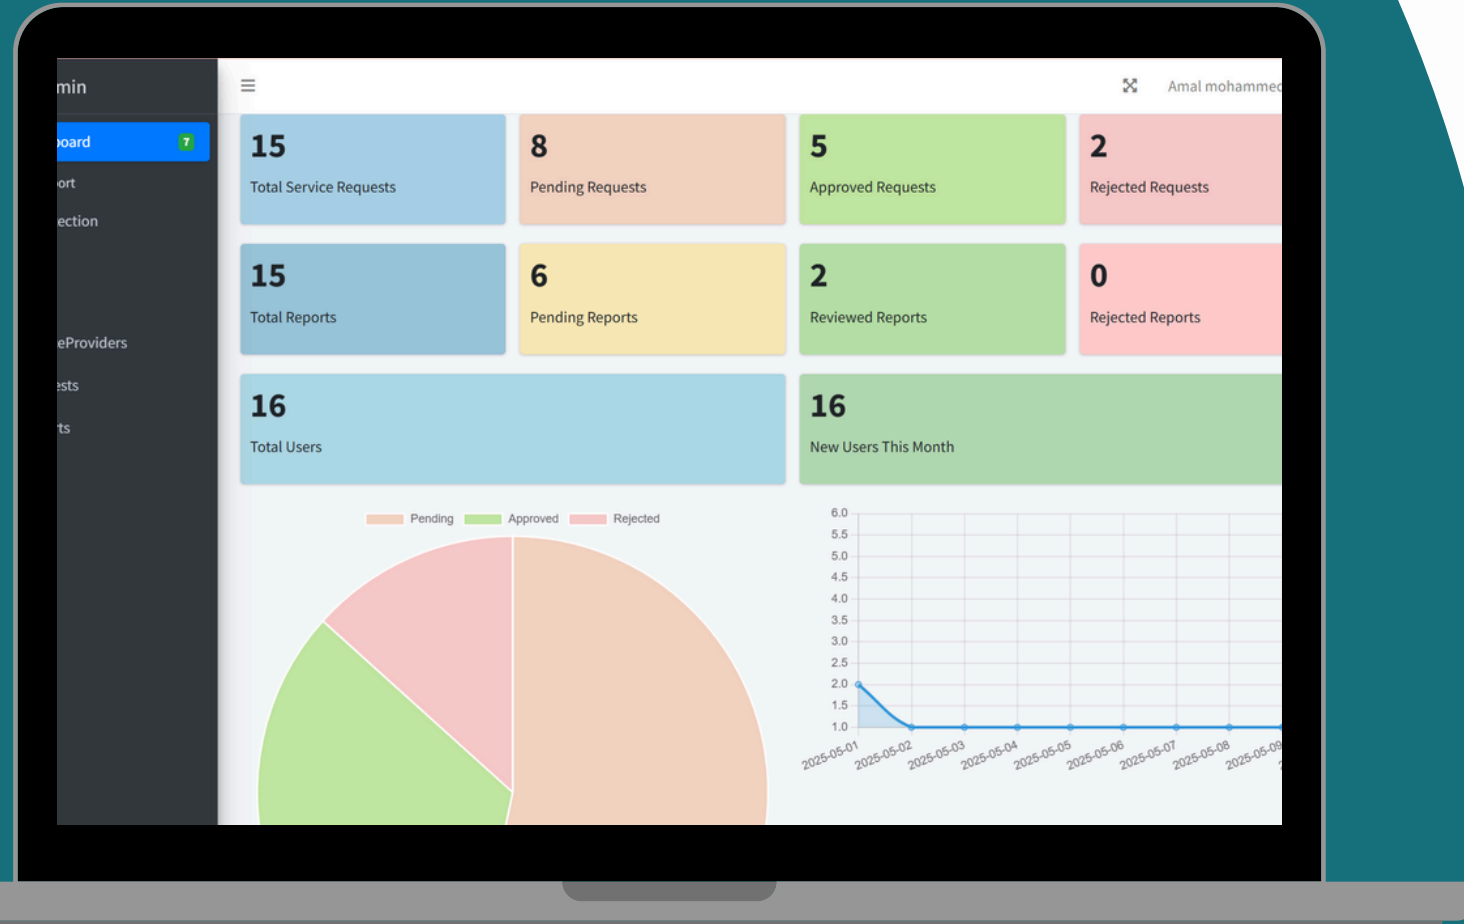 min
Amal mohammed
board 7
ort
ection
eProviders
ests
ts
15
Total Service Requests
8
Pending Requests
5
Approved Requests
2
Rejected Requests
15
Total Reports
6
Pending Reports
2
Reviewed Reports
0
Rejected Reports
16
Total Users
16
New Users This Month
Pending Approved Rejected
6.0
5.5
5.0
4.5
4.0
3.5
3.0
2.5
2.0
1.5
1.0
2025-05-01 2025-05-02 2025-05-03 2025-05-04 2025-05-05 2025-05-06 2025-05-07 2025-05-08 2025-05-09